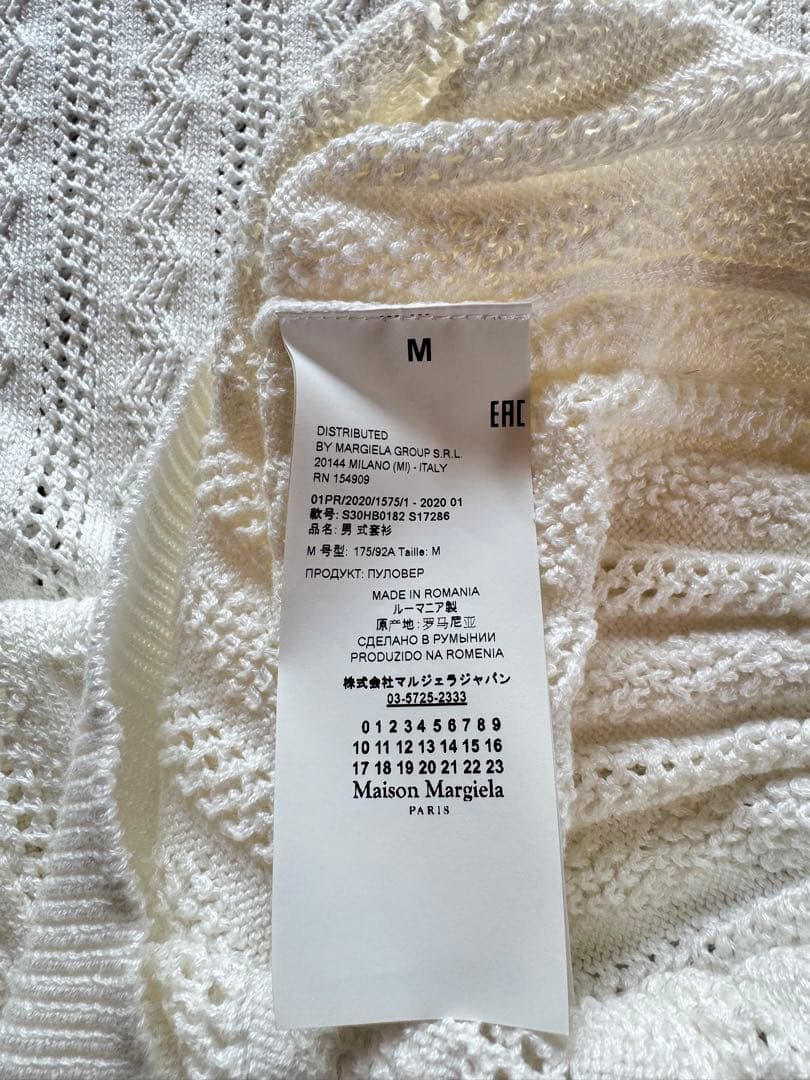 M
EAC
DISTRIBUTED
BY MARGIELA GROUP S.R.L.
20144 MILANO (MI) - ITALY
RN 154909
01PR/2020/1575/1 - 2020 01
款号: S30HB0182 S17286
品名: 男式套衫
M 号型: 175/92A Taille: M
ПРОДУКТ: ПУЛОВЕР
MADE IN ROMANIA
ルーマニア製
原产地: 罗马尼亚
СДЕЛАНО В РУМЫНИИ
PRODUZIDO NA ROMENIA
株式会社マルジェラジャパン
03-5725-2333
0 1 2 3 4 5 6 7 8 9
10 11 12 13 14 15 16
17 18 19 20 21 22 23
Maison Margiela
PARIS